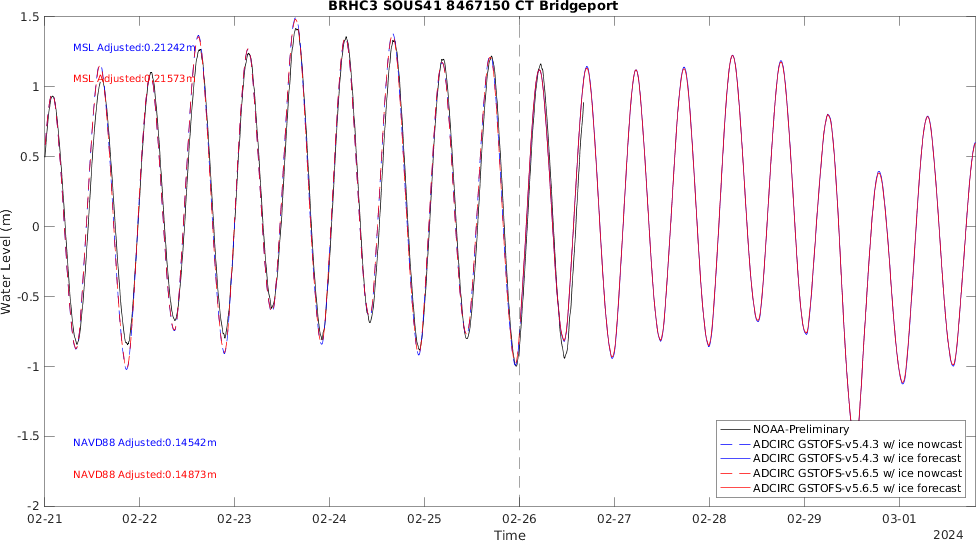 BRHC3 SOUS41 8467150 CT Bridgeport
1.5
1
0.5
0
-0.5
-1
-1.5
-2
Water Level (m)
MSL Adjusted:0.21242m
MSL Adjusted:0.21573m
NAVD88 Adjusted:0.14542m
NAVD88 Adjusted:0.14873m
NOAA-Preliminary
ADCIRC GSTOFS-v5.4.3 w/ ice nowcast
ADCIRC GSTOFS-v5.4.3 w/ ice forecast
ADCIRC GSTOFS-v5.6.5 w/ ice nowcast
ADCIRC GSTOFS-v5.6.5 w/ ice forecast
02-21 02-22 02-23 02-24 02-25 02-26 02-27 02-28 02-29 03-01
Time
2024